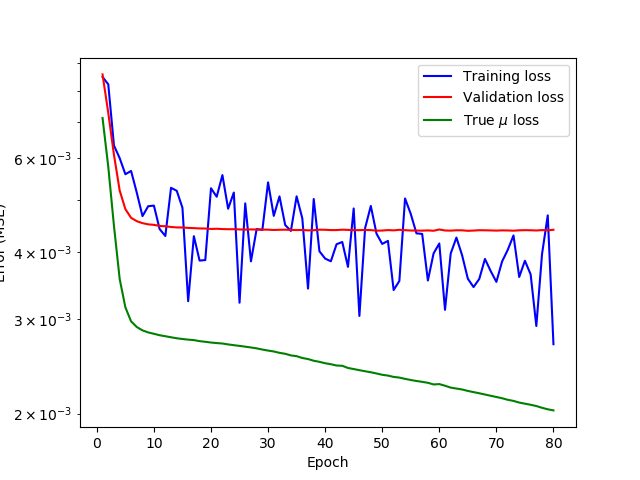 Training loss
Validation loss
True μ loss
6 × 10⁻³
4 × 10⁻³
3 × 10⁻³
2 × 10⁻³
Error (MSE)
0 10 20 30 40 50 60 70 80
Epoch